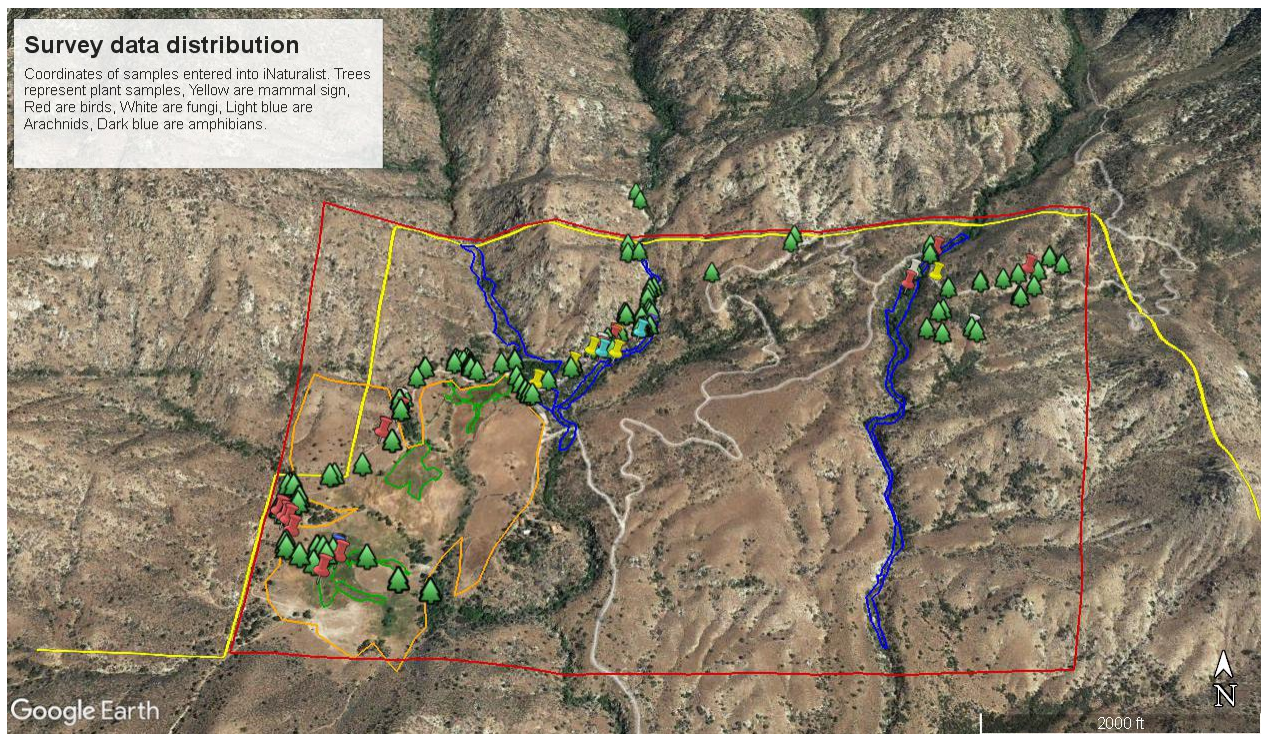 Survey data distribution
Coordinates of samples entered into iNaturalist. Trees
represent plant samples, Yellow are mammal sign,
Red are birds, White are fungi, Light blue are
Arachnids, Dark blue are amphibians.
N
Google Earth
2000 ft